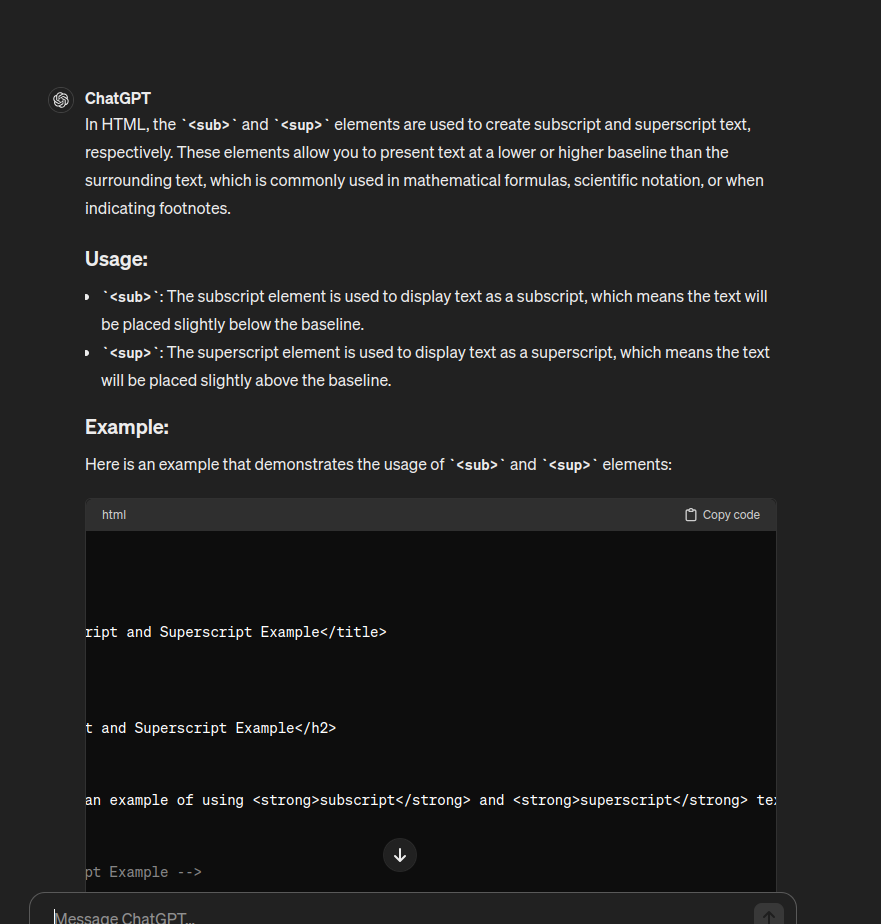 ChatGPT
In HTML, the `<sub>` and `<sup>` elements are used to create subscript and superscript text,
respectively. These elements allow you to present text at a lower or higher baseline than the
surrounding text, which is commonly used in mathematical formulas, scientific notation, or when
indicating footnotes.
Usage:
• `<sub>`: The subscript element is used to display text as a subscript, which means the text will
be placed slightly below the baseline.
• `<sup>`: The superscript element is used to display text as a superscript, which means the text
will be placed slightly above the baseline.
Example:
Here is an example that demonstrates the usage of `<sub>` and `<sup>` elements:
html Copy code
ript and Superscript Example</title>
t and Superscript Example</h2>
an example of using <strong>subscript</strong> and <strong>superscript</strong> te
pt Example -->
Message ChatGPT...